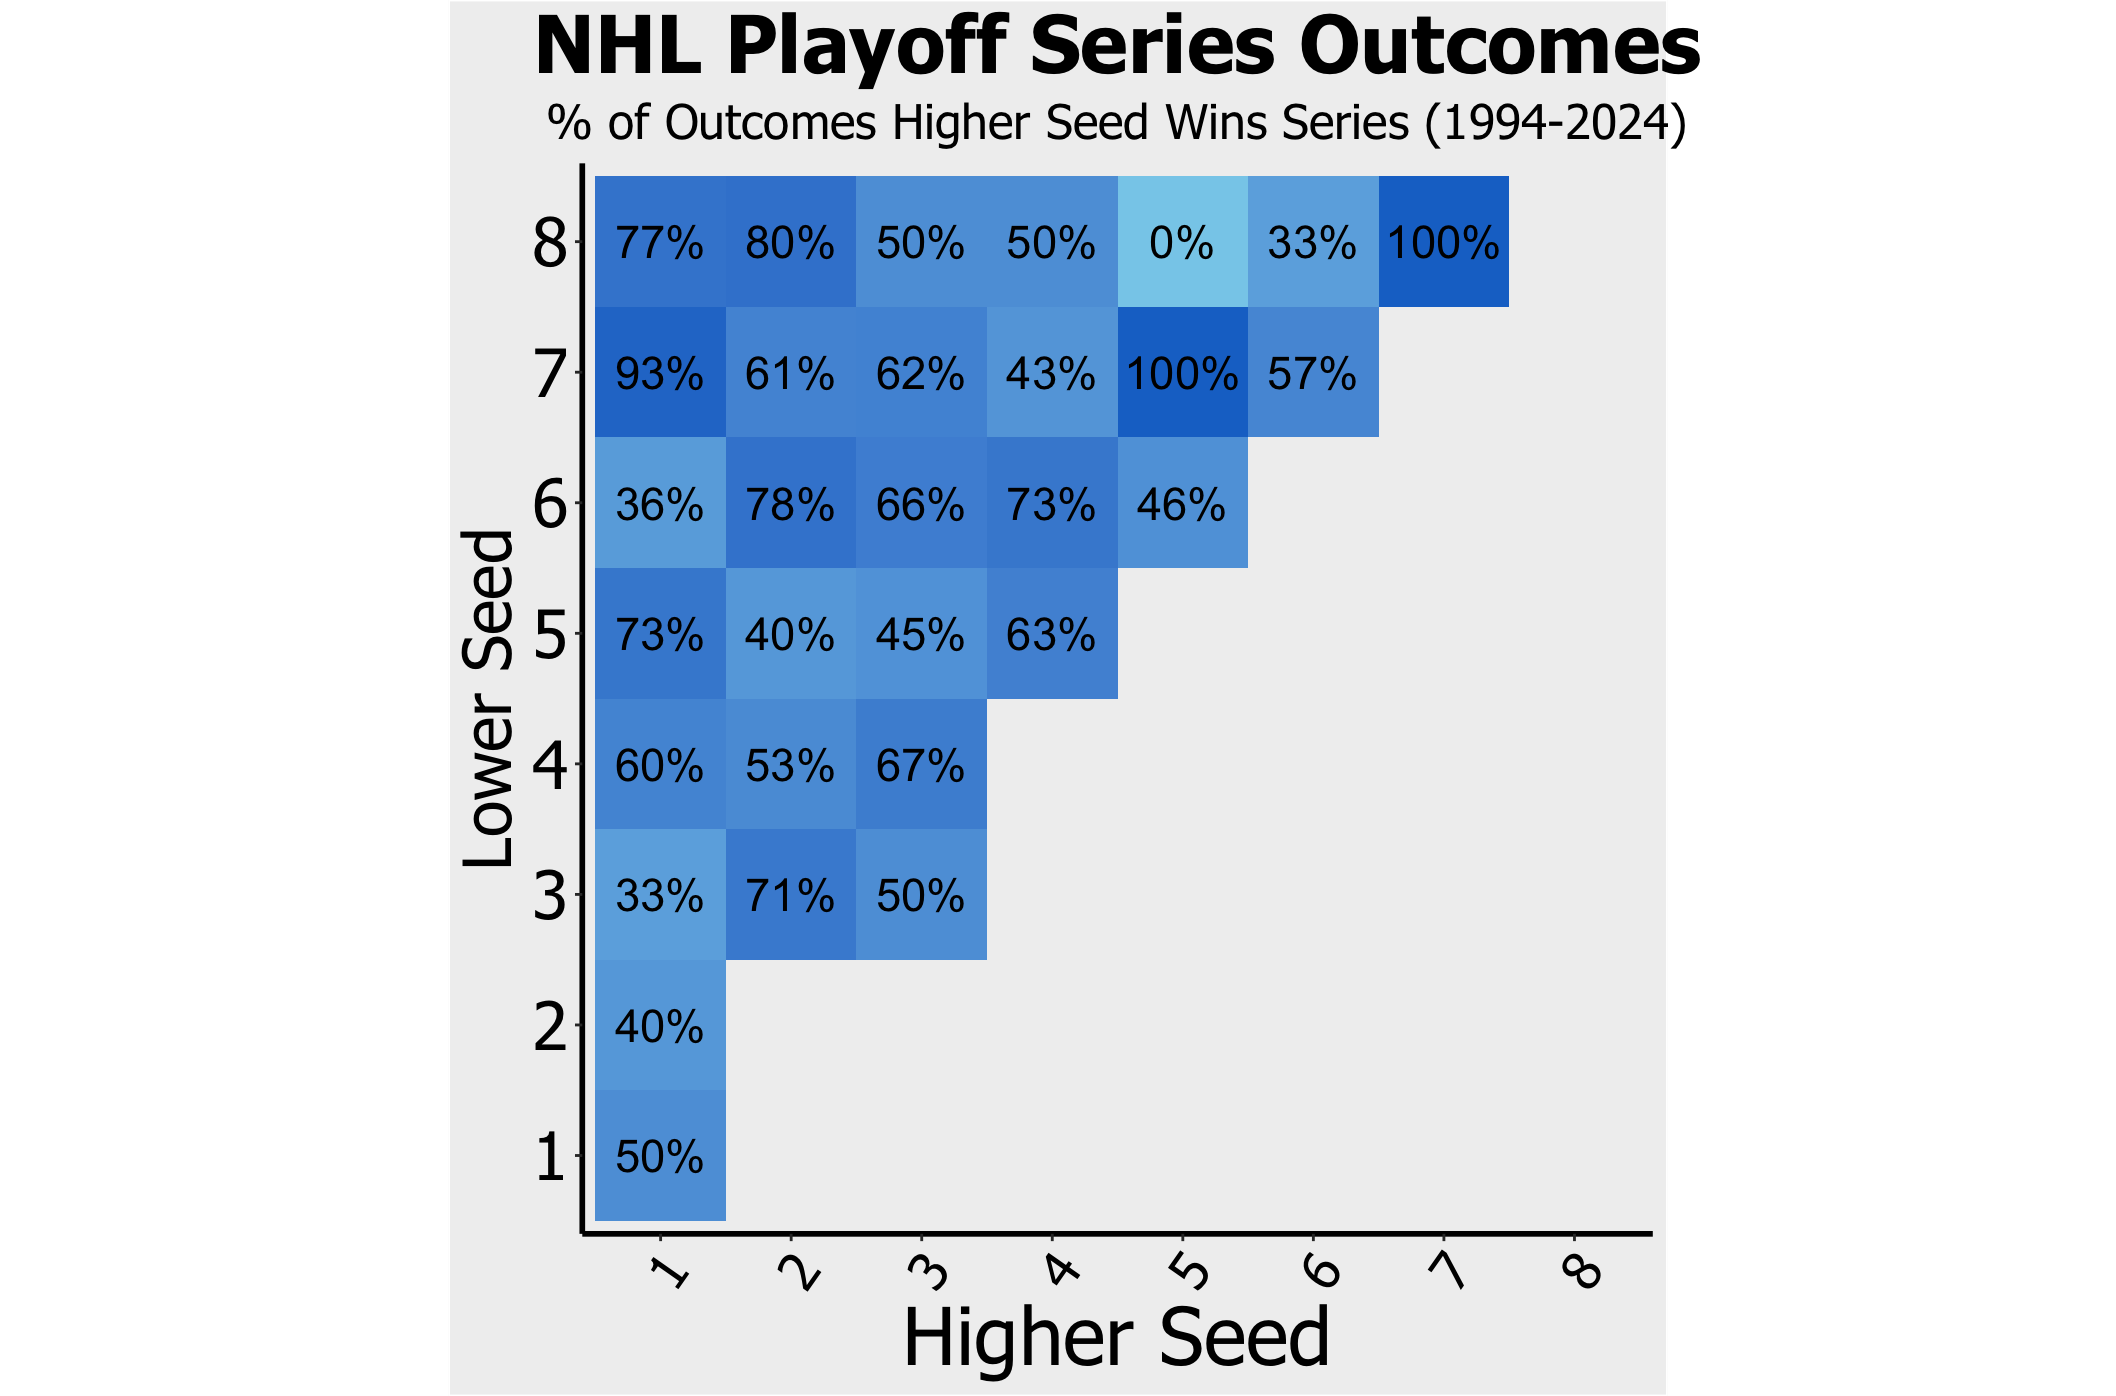 NHL Playoff Series Outcomes
% of Outcomes Higher Seed Wins Series (1994-2024)
8 77% 80% 50% 50% 0% 33% 100%
7 93% 61% 62% 43% 100% 57%
6 36% 78% 66% 73% 46%
5 73% 40% 45% 63%
4 60% 53% 67%
3 33% 71% 50%
2 40%
1 50%
Lower Seed
1 2 3 4 5 6 7 8
Higher Seed